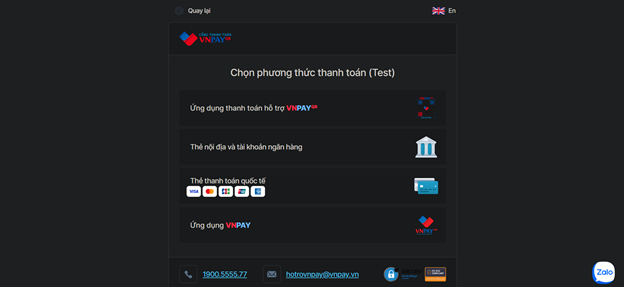 Quay lại
En
CỔNG THANH TOÁN
VNPAY QR
Chọn phương thức thanh toán (Test)
Ứng dụng thanh toán hỗ trợ VNPAY QR
Thẻ nội địa và tài khoản ngân hàng
Thẻ thanh toán quốc tế
VISA JCB
Ứng dụng VNPAY
VNPAY
1900.5555.77
hotrovnpay@vnpay.vn
Zalo